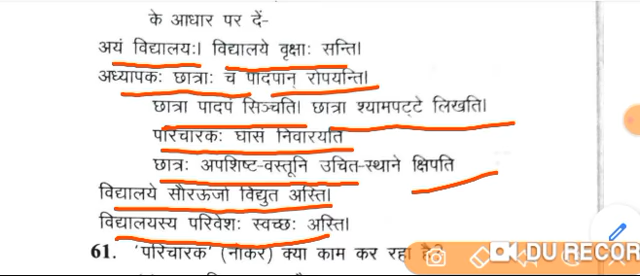 के आधार पर दें-
अयं विद्यालयः। विद्यालये वृक्षाः सन्ति।
अध्यापकः छात्राः च पादपान् रोपयन्ति।
छात्रा पादपं सिञ्चति। छात्रा श्यामपट्टे लिखति।
परिचारकः घासं निवारयति
छात्रः अपशिष्ट-वस्तूनि उचित-स्थाने क्षिपति
विद्यालये सौरऊर्जा विद्युत अस्ति।
विद्यालयस्य परिवेशः स्वच्छः अस्ति।
61. 'परिचारक' (नौकर) क्या काम कर रहा है?
DU RECOR